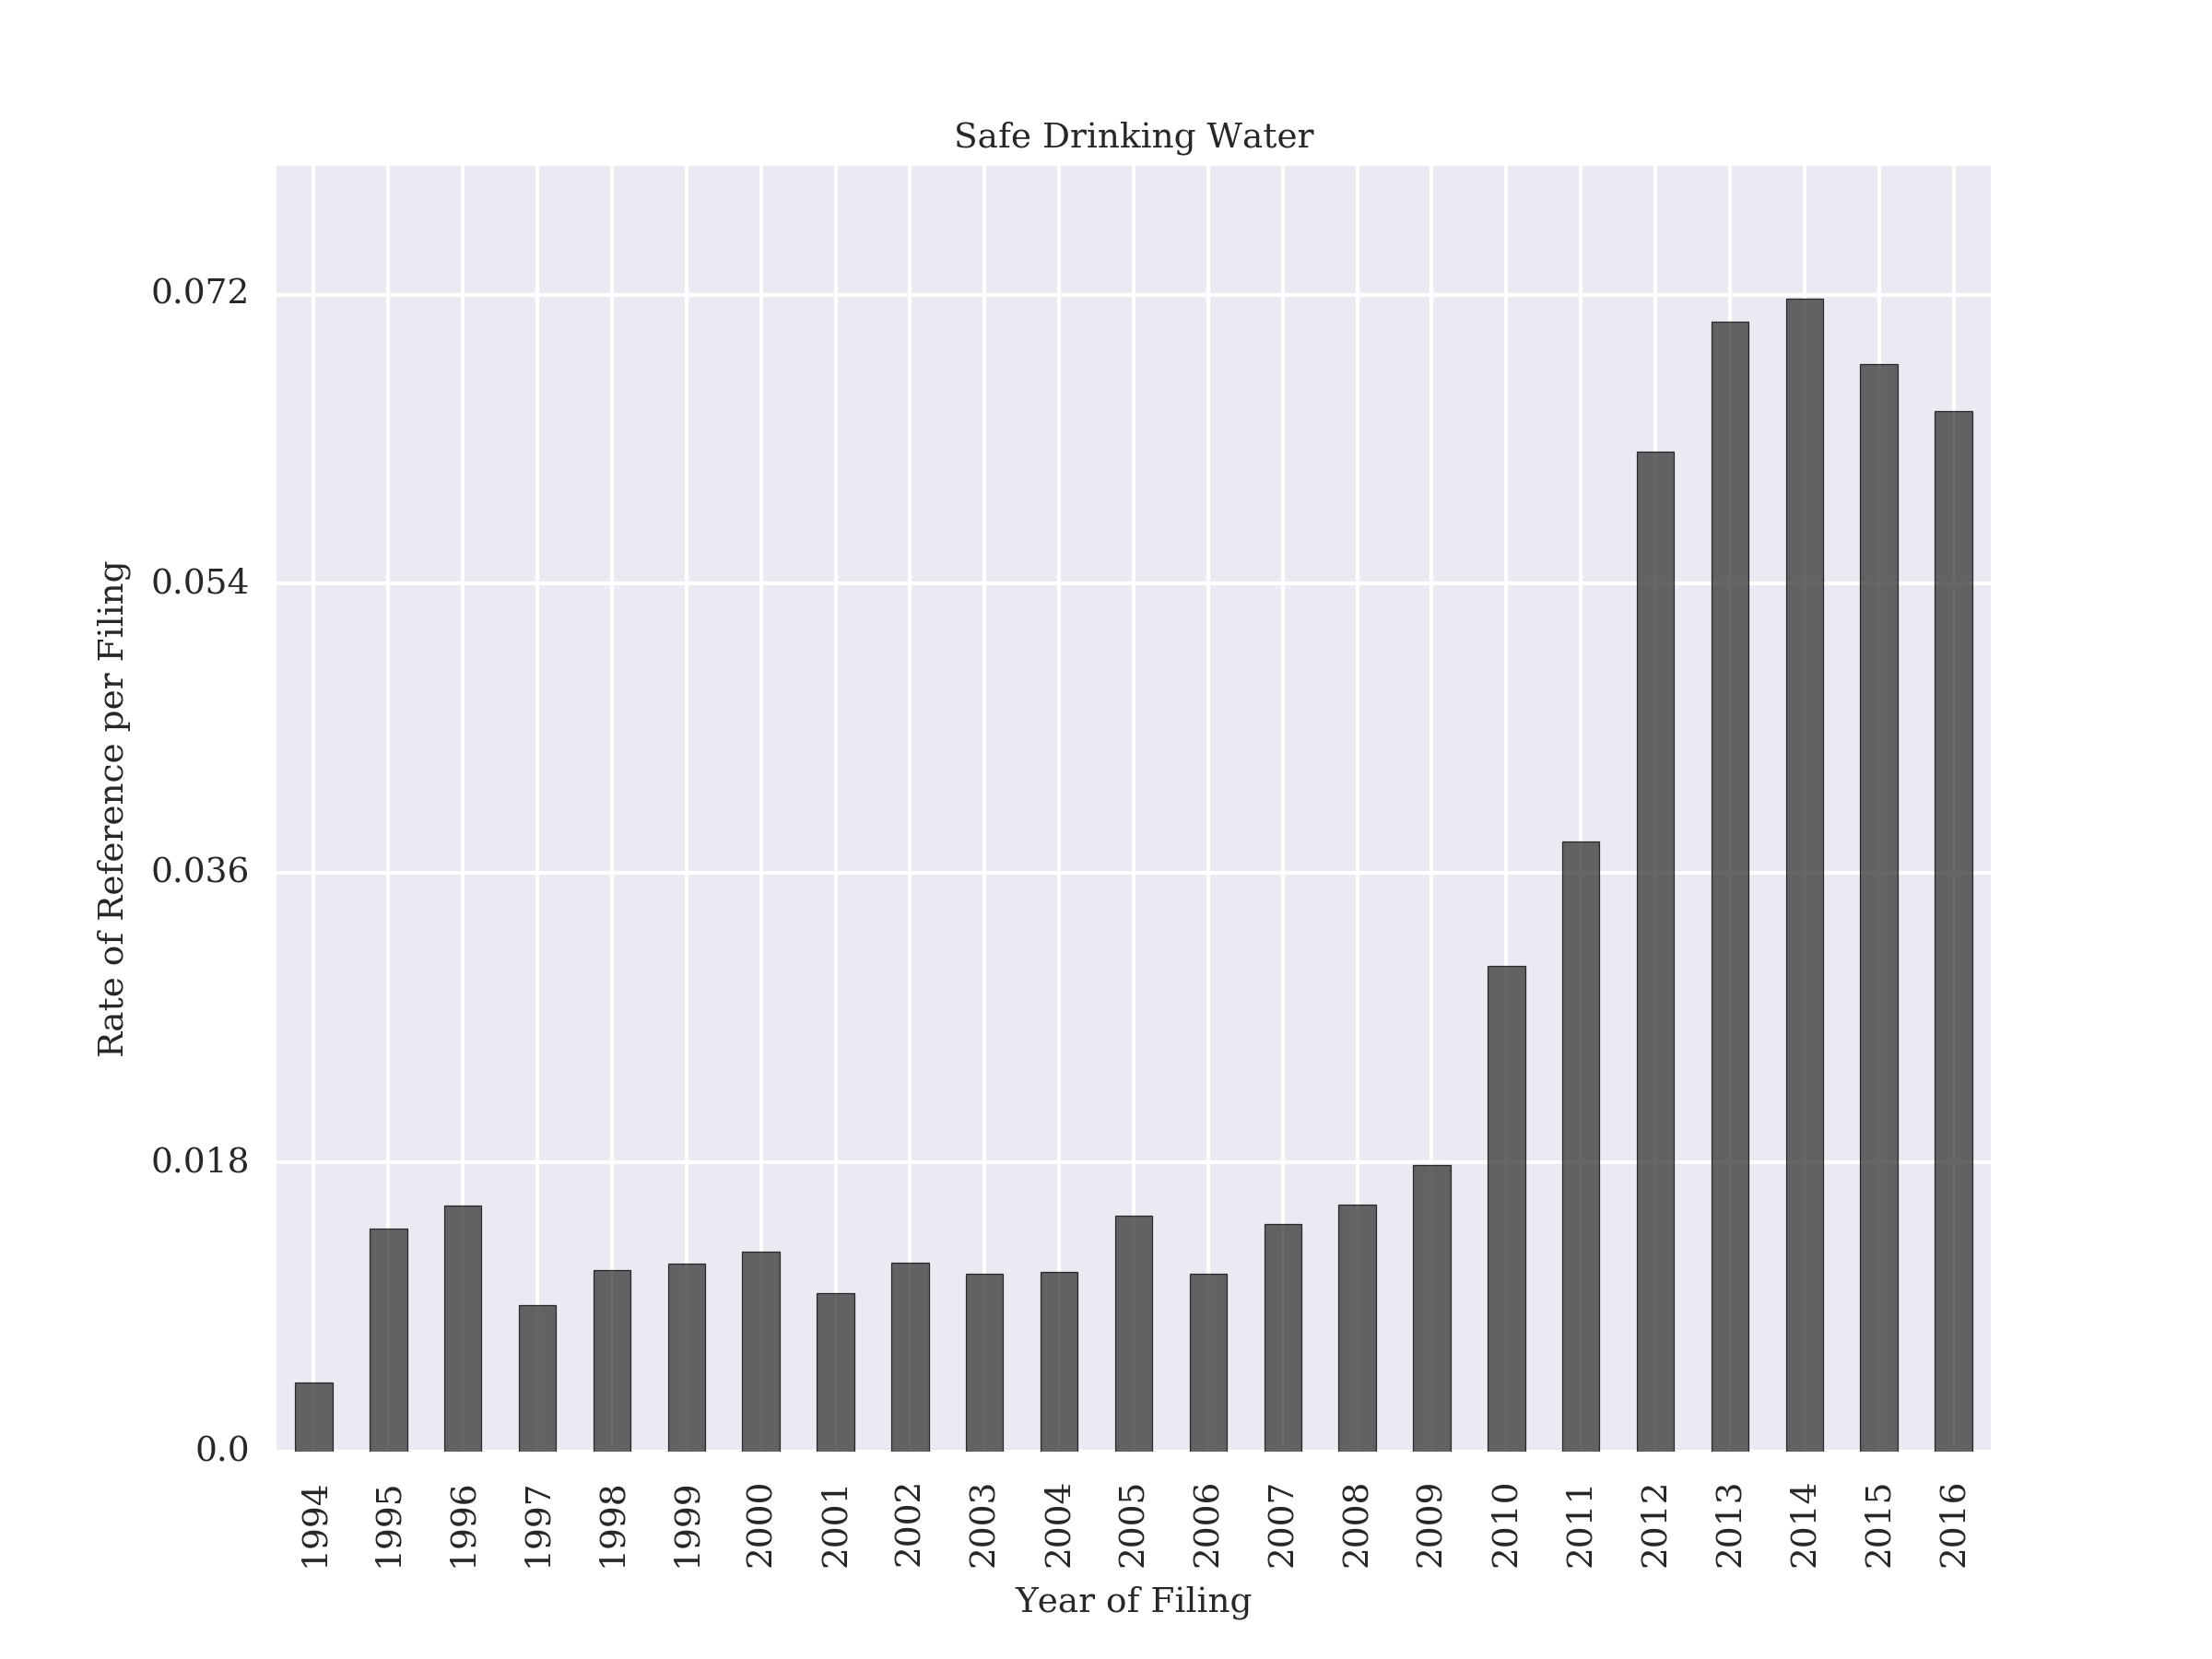 Safe Drinking Water
Rate of Reference per Filing
0.072
0.054
0.036
0.018
0.0
1994 1995 1996 1997 1998 1999 2000 2001 2002 2003 2004 2005 2006 2007 2008 2009 2010 2011 2012 2013 2014 2015 2016
Year of Filing